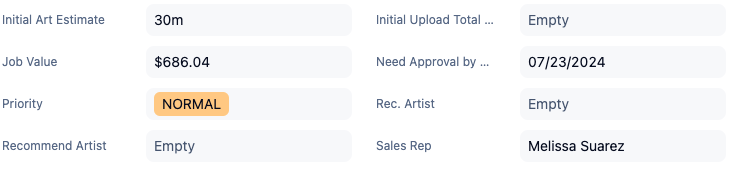 Initial Art Estimate 30m Initial Upload Total ... Empty
Job Value $686.04 Need Approval by ... 07/23/2024
Priority NORMAL Rec. Artist Empty
Recommend Artist Empty Sales Rep Melissa Suarez